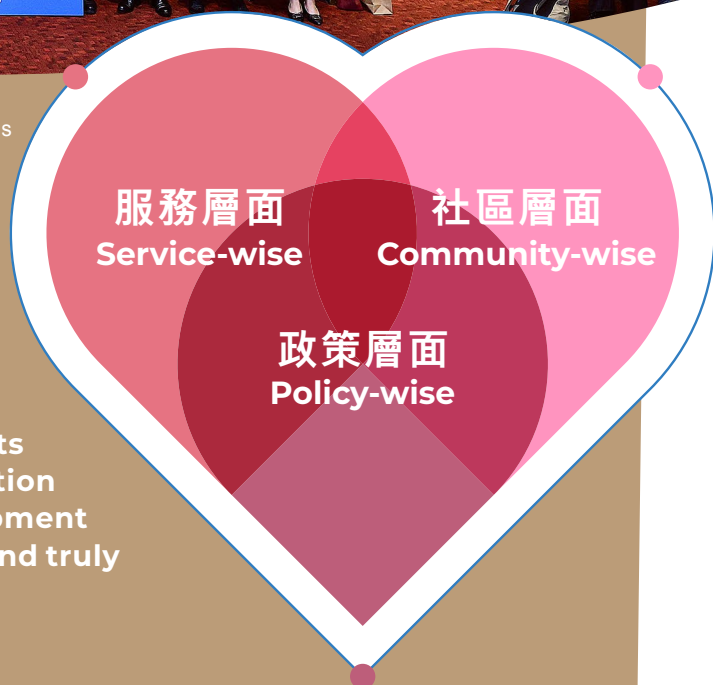 s
服務層面
Service-wise
社區層面
Community-wise
政策層面
Policy-wise
ts
tion
pment
nd truly